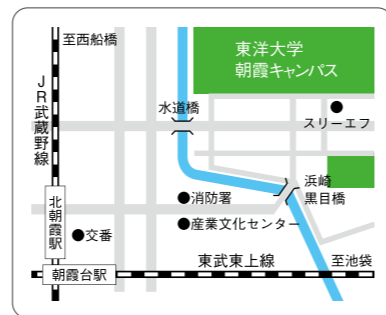 至西船橋
東洋大学
朝霞キャンパス
JR武蔵野線
水道橋
スリーエフ
浜崎
黒目橋
北朝霞駅
消防署
産業文化センター
交番
東武東上線
至池袋
朝霞台駅